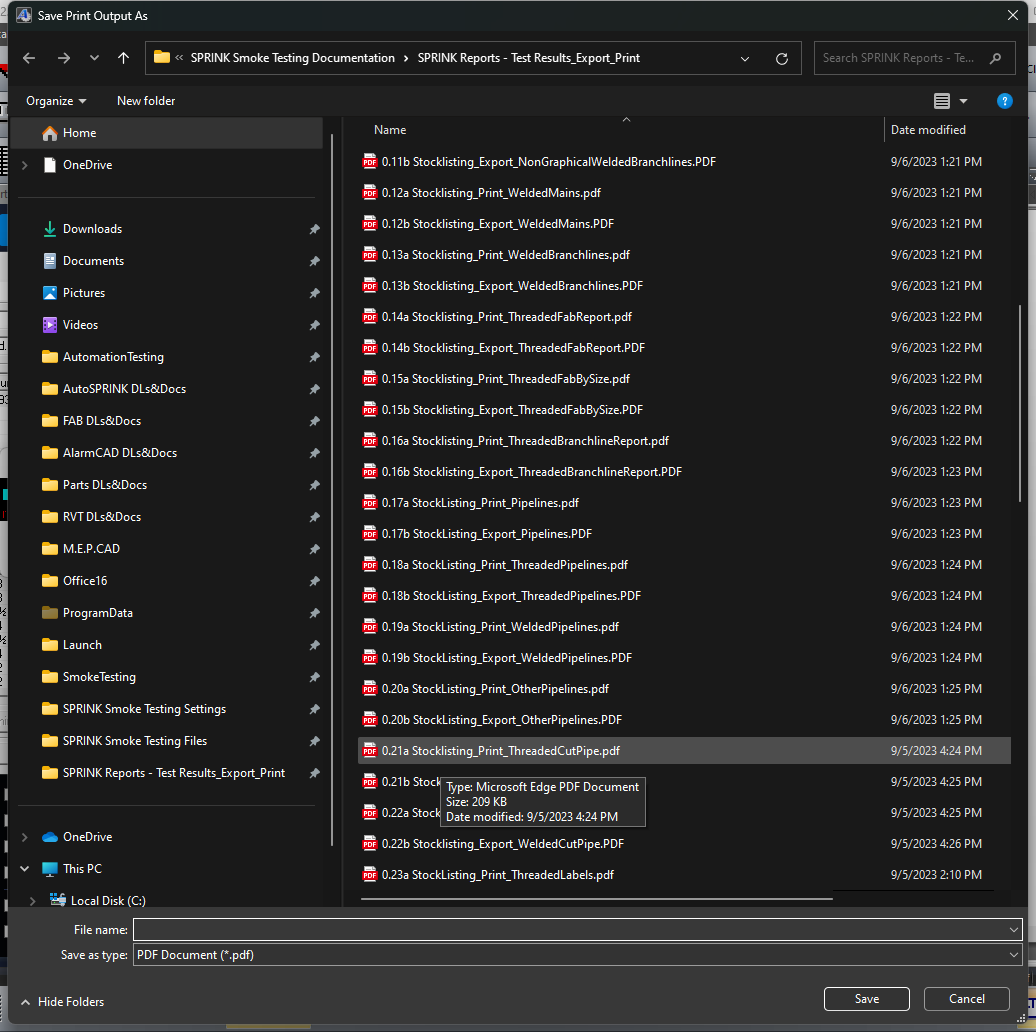 Save Print Output As
« SPRINK Smoke Testing Documentation › SPRINK Reports - Test Results_Export_Print
Search SPRINK Reports - Te...
Organize
New folder
?
Home
OneDrive
Downloads
Documents
Pictures
Videos
AutomationTesting
AutoSPRINK DLs&Docs
FAB DLs&Docs
AlarmCAD DLs&Docs
Parts DLs&Docs
RVT DLs&Docs
M.E.P.CAD
Office16
ProgramData
Launch
SmokeTesting
SPRINK Smoke Testing Settings
SPRINK Smoke Testing Files
SPRINK Reports - Test Results_Export_Print
OneDrive
This PC
Local Disk (C:)
Name Date modified
0.11b Stocklisting_Export_NonGraphicalWeldedBranchlines.PDF 9/6/2023 1:21 PM
0.12a Stocklisting_Print_WeldedMains.pdf 9/6/2023 1:21 PM
0.12b Stocklisting_Export_WeldedMains.PDF 9/6/2023 1:21 PM
0.13a Stocklisting_Print_WeldedBranchlines.pdf 9/6/2023 1:21 PM
0.13b Stocklisting_Export_WeldedBranchlines.PDF 9/6/2023 1:21 PM
0.14a Stocklisting_Print_ThreadedFabReport.pdf 9/6/2023 1:22 PM
0.14b Stocklisting_Export_ThreadedFabReport.PDF 9/6/2023 1:22 PM
0.15a Stocklisting_Print_ThreadedFabBySize.pdf 9/6/2023 1:22 PM
0.15b Stocklisting_Export_ThreadedFabBySize.PDF 9/6/2023 1:22 PM
0.16a Stocklisting_Print_ThreadedBranchlineReport.pdf 9/6/2023 1:22 PM
0.16b Stocklisting_Export_ThreadedBranchlineReport.PDF 9/6/2023 1:23 PM
0.17a StockListing_Print_Pipelines.pdf 9/6/2023 1:23 PM
0.17b StockListing_Export_Pipelines.PDF 9/6/2023 1:23 PM
0.18a StockListing_Print_ThreadedPipelines.pdf 9/6/2023 1:24 PM
0.18b StockListing_Export_ThreadedPipelines.PDF 9/6/2023 1:24 PM
0.19a StockListing_Print_WeldedPipelines.pdf 9/6/2023 1:24 PM
0.19b StockListing_Export_WeldedPipelines.PDF 9/6/2023 1:24 PM
0.20a StockListing_Print_OtherPipelines.pdf 9/6/2023 1:25 PM
0.20b StockListing_Export_OtherPipelines.PDF 9/6/2023 1:25 PM
0.21a Stocklisting_Print_ThreadedCutPipe.pdf 9/5/2023 4:24 PM
0.21b Stock 9/5/2023 4:25 PM
0.22a Stock 9/5/2023 4:25 PM
0.22b Stocklisting_Export_WeldedCutPipe.PDF 9/5/2023 4:26 PM
0.23a StockListing_Print_ThreadedLabels.pdf 9/5/2023 2:10 PM
Type: Microsoft Edge PDF Document
Size: 209 KB
Date modified: 9/5/2023 4:24 PM
File name:
Save as type: PDF Document (*.pdf)
Hide Folders
Save
Cancel